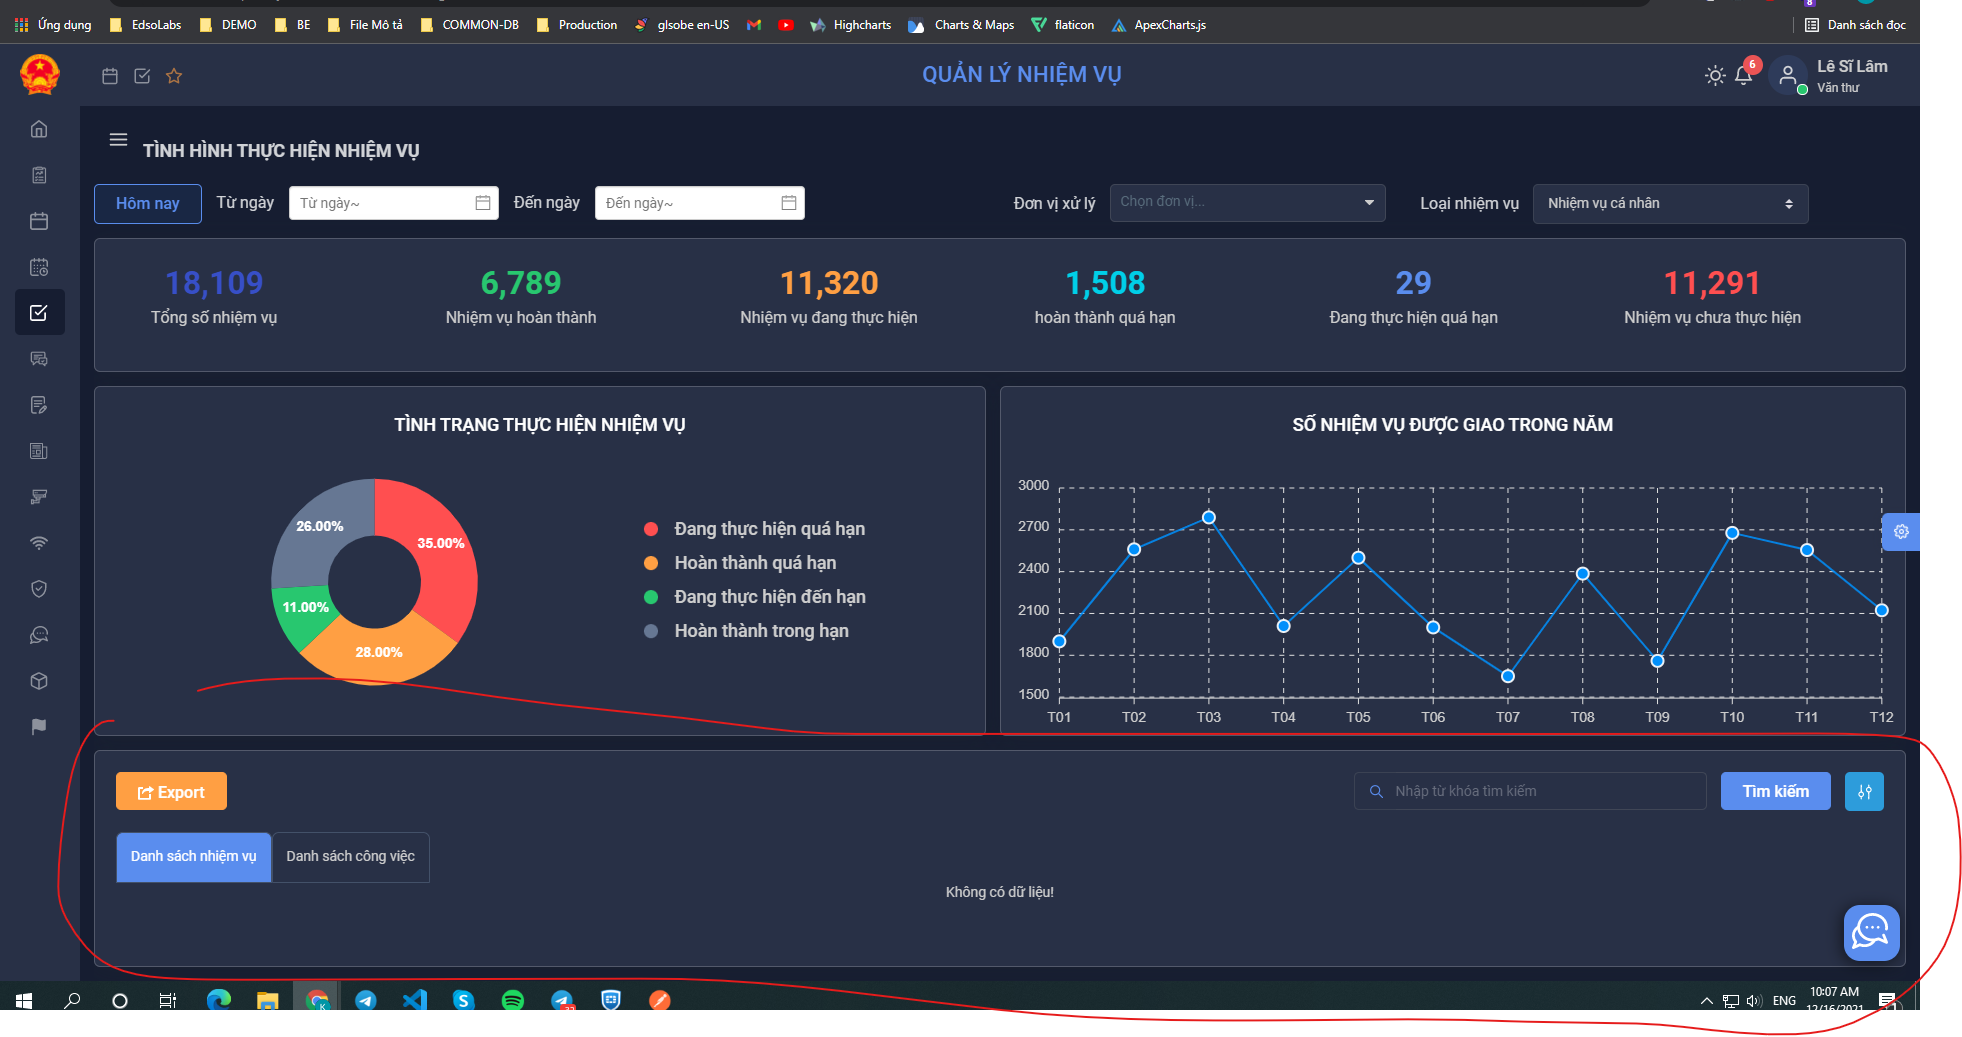 Ứng dụng EdsoLabs DEMO BE File Mô tả COMMON-DB Production glsobe en-US Highcharts Charts & Maps flaticon ApexCharts.js Danh sách đọc
8
QUẢN LÝ NHIỆM VỤ
6
Lê Sĩ Lâm
Văn thư
TÌNH HÌNH THỰC HIỆN NHIỆM VỤ
Hôm nay Từ ngày Từ ngày~ Đến ngày Đến ngày~ Đơn vị xử lý Chọn đơn vị... Loại nhiệm vụ Nhiệm vụ cá nhân
18,109 6,789 11,320 1,508 29 11,291
Tổng số nhiệm vụ Nhiệm vụ hoàn thành Nhiệm vụ đang thực hiện hoàn thành quá hạn Đang thực hiện quá hạn Nhiệm vụ chưa thực hiện
TÌNH TRẠNG THỰC HIỆN NHIỆM VỤ
26.00%
35.00%
11.00%
28.00%
Đang thực hiện quá hạn
Hoàn thành quá hạn
Đang thực hiện đến hạn
Hoàn thành trong hạn
SỐ NHIỆM VỤ ĐƯỢC GIAO TRONG NĂM
3000
2700
2400
2100
1800
1500
T01 T02 T03 T04 T05 T06 T07 T08 T09 T10 T11 T12
Export Nhập từ khóa tìm kiếm Tìm kiếm
Danh sách nhiệm vụ Danh sách công việc
Không có dữ liệu!
K
ENG
10:07 AM
12/16/2021